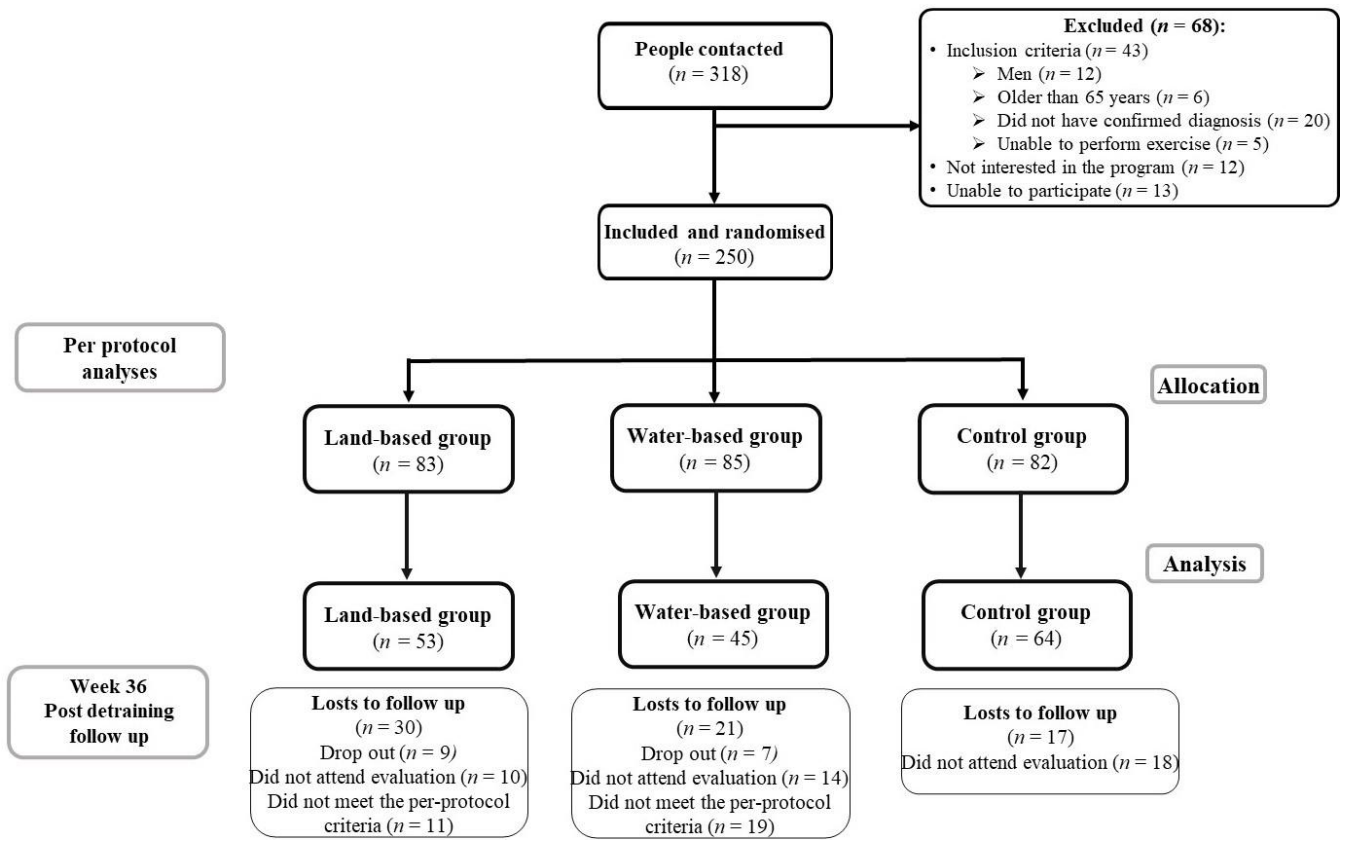 People contacted
(n = 318)
Excluded (n = 68):
• Inclusion criteria (n = 43)
➢ Men (n = 12)
➢ Older than 65 years (n = 6)
➢ Did not have confirmed diagnosis (n = 20)
➢ Unable to perform exercise (n = 5)
• Not interested in the program (n = 12)
• Unable to participate (n = 13)
Included and randomised
(n = 250)
Per protocol
analyses
Allocation
Land-based group
(n = 83)
Water-based group
(n = 85)
Control group
(n = 82)
Analysis
Land-based group
(n = 53)
Water-based group
(n = 45)
Control group
(n = 64)
Week 36
Post detraining
follow up
Losts to follow up
(n = 30)
Drop out (n = 9)
Did not attend evaluation (n = 10)
Did not meet the per-protocol
criteria (n = 11)
Losts to follow up
(n = 21)
Drop out (n = 7)
Did not attend evaluation (n = 14)
Did not meet the per-protocol
criteria (n = 19)
Losts to follow up
(n = 17)
Did not attend evaluation (n = 18)